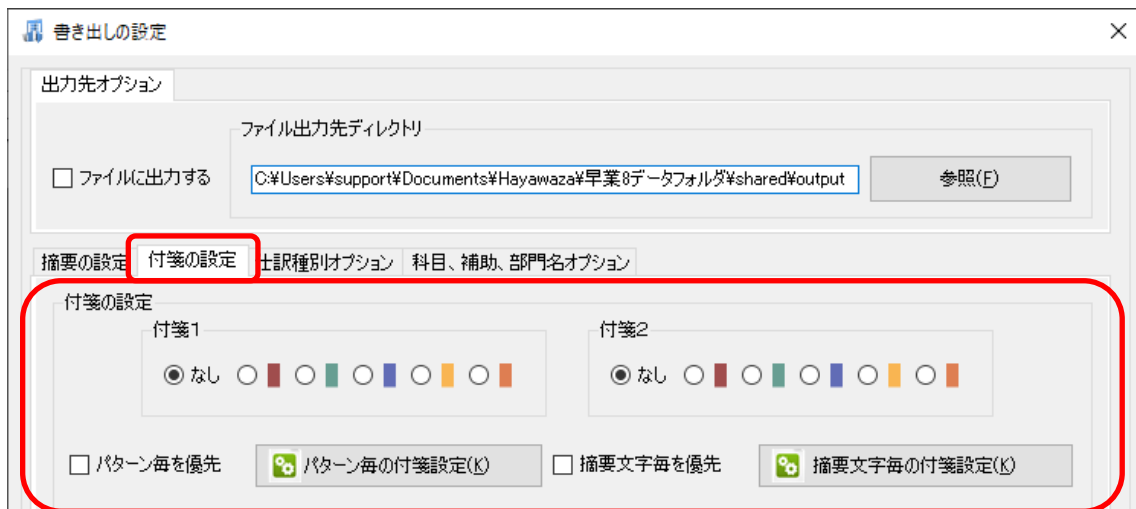 書き出しの設定
出力先オプション
ファイル出力先ディレクトリ
ファイルに出力する
C:¥Users¥support¥Documents¥Hayawaza¥早業8データフォルダ¥shared¥output
参照(F)
摘要の設定 付箋の設定 仕訳種別オプション 科目、補助、部門名オプション
付箋の設定
付箋1 付箋2
なし なし
パターン毎を優先 パターン毎の付箋設定(K) 摘要文字毎を優先 摘要文字毎の付箋設定(K)